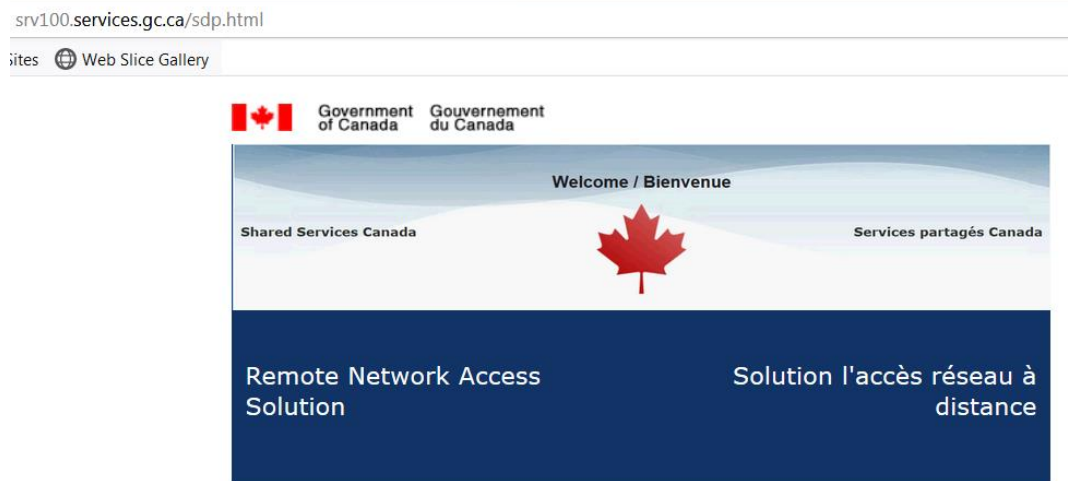 srv100.services.gc.ca/sdp.html
Web Slice Gallery
Government Gouvernement
of Canada du Canada
Welcome / Bienvenue
Shared Services Canada
Services partagés Canada
Remote Network Access
Solution
Solution l'accès réseau à
distance